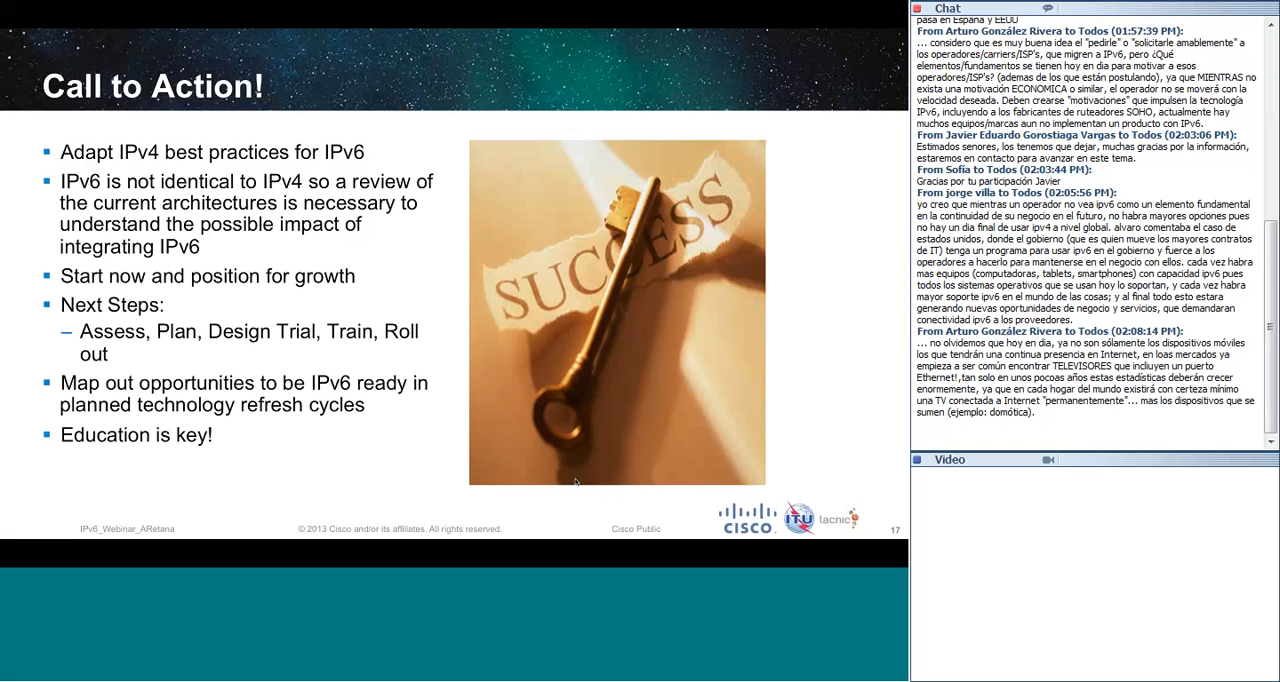 Call to Action!
Adapt IPv4 best practices for IPv6
IPv6 is not identical to IPv4 so a review of
the current architectures is necessary to
understand the possible impact of
integrating IPv6
Start now and position for growth
Next Steps:
– Assess, Plan, Design Trial, Train, Roll
out
Map out opportunities to be IPv6 ready in
planned technology refresh cycles
Education is key!
SUCCESS
IPv6_Webinar_ARetana
© 2013 Cisco and/or its affiliates. All rights reserved.
Cisco Public
CISCO
ITU
lacnic
17
Chat
pasa en España y EEUU
From Arturo González Rivera to Todos (01:57:39 PM):
... considero que es muy buena idea el "pedirle" o "solicitarle amablemente" a
los operadores/carriers/ISP's, que migren a IPv6, pero ¿Qué
elementos/fundamentos se tienen hoy en dia para motivar a esos
operadores/ISP's? (ademas de los que están postulando), ya que MIENTRAS no
exista una motivación ECONOMICA o similar, el operador no se moverá con la
velocidad deseada. Deben crearse "motivaciones" que impulsen la tecnología
IPv6, incluyendo a los fabricantes de ruteadores SOHO, actualmente hay
muchos equipos/marcas aun no implementan un producto con IPv6.
From Javier Eduardo Gorostiaga Vargas to Todos (02:03:06 PM):
Estimados senores, los tenemos que dejar, muchas gracias por la información,
estaremos en contacto para avanzar en este tema.
From Sofía to Todos (02:03:44 PM):
Gracias por tu participación Javier
From jorge villa to Todos (02:05:56 PM):
yo creo que mientras un operador no vea ipv6 como un elemento fundamental
en la continuidad de su negocio en el futuro, no habra mayores opciones pues
no hay un dia final de usar ipv4 a nivel global. alvaro comentaba el caso de
estados unidos, donde el gobierno (que es quien mueve los mayores contratos
de IT) tenga un programa para usar ipv6 en el gobierno y fuerce a los
operadores a hacerlo para mantenerse en el negocio con ellos. cada vez habra
mas equipos (computadoras, tablets, smartphones) con capacidad ipv6 pues
todos los sistemas operativos que se usan hoy lo soportan, y cada vez habra
mayor soporte ipv6 en el mundo de las cosas; y al final todo esto estara
generando nuevas oportunidades de negocio y servicios, que demandaran
conectividad ipv6 a los proveedores.
From Arturo González Rivera to Todos (02:08:14 PM):
... no olvidemos que hoy en dia, ya no son sólamente los dispositivos móviles
los que tendrán una continua presencia en Internet, en loas mercados ya
empieza a ser común encontrar TELEVISORES que incluiyen un puerto
Ethernet!,tan solo en unos pocoas años estas estadísticas deberán crecer
enormemente, ya que en cada hogar del mundo existirá con certeza mínimo
una TV conectada a Internet "permanentemente"... mas los dispositivos que se
sumen (ejemplo: domótica).
Video